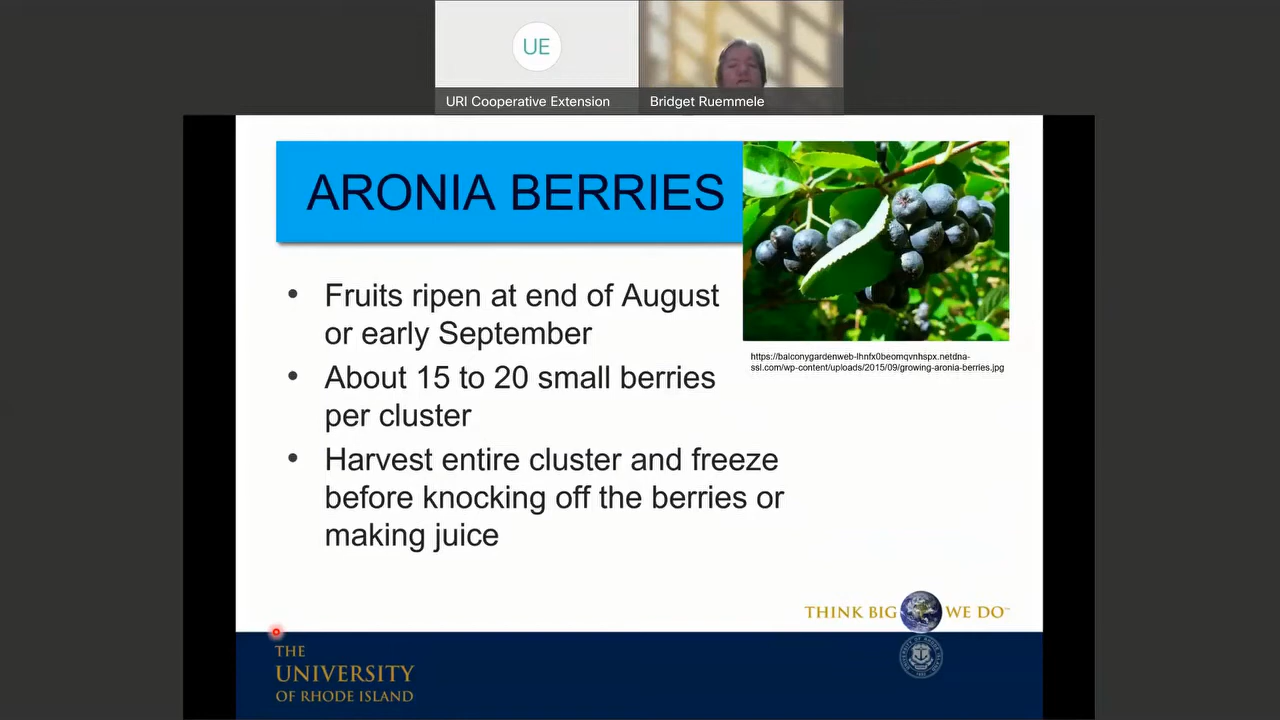 UE
URI Cooperative Extension
Bridget Ruemmele
ARONIA BERRIES
• Fruits ripen at end of August
or early September
• About 15 to 20 small berries
per cluster
• Harvest entire cluster and freeze
before knocking off the berries or
making juice
https://balconygardenweb-lhnfx0beomqvnhspx.netdna-
ssl.com/wp-content/uploads/2015/09/growing-aronia-berries.jpg
THINK BIG WE DO™
THE
UNIVERSITY
OF RHODE ISLAND